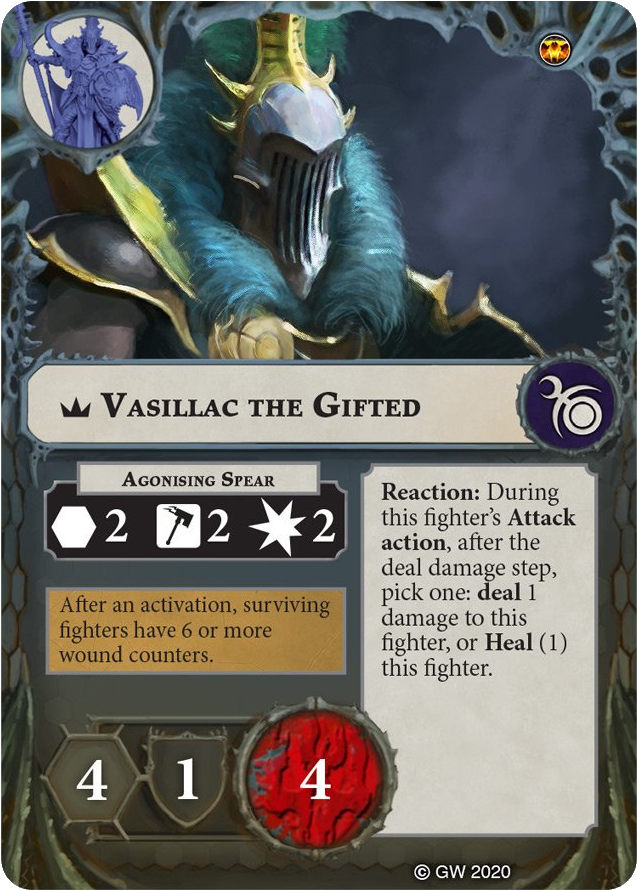 Vasillac the Gifted
Agonising Spear
2 2 2
After an activation, surviving
fighters have 6 or more
wound counters.
Reaction: During
this fighter's Attack
action, after the
deal damage step,
pick one: deal 1
damage to this
fighter, or Heal (1)
this fighter.
4 1 4
© GW 2020